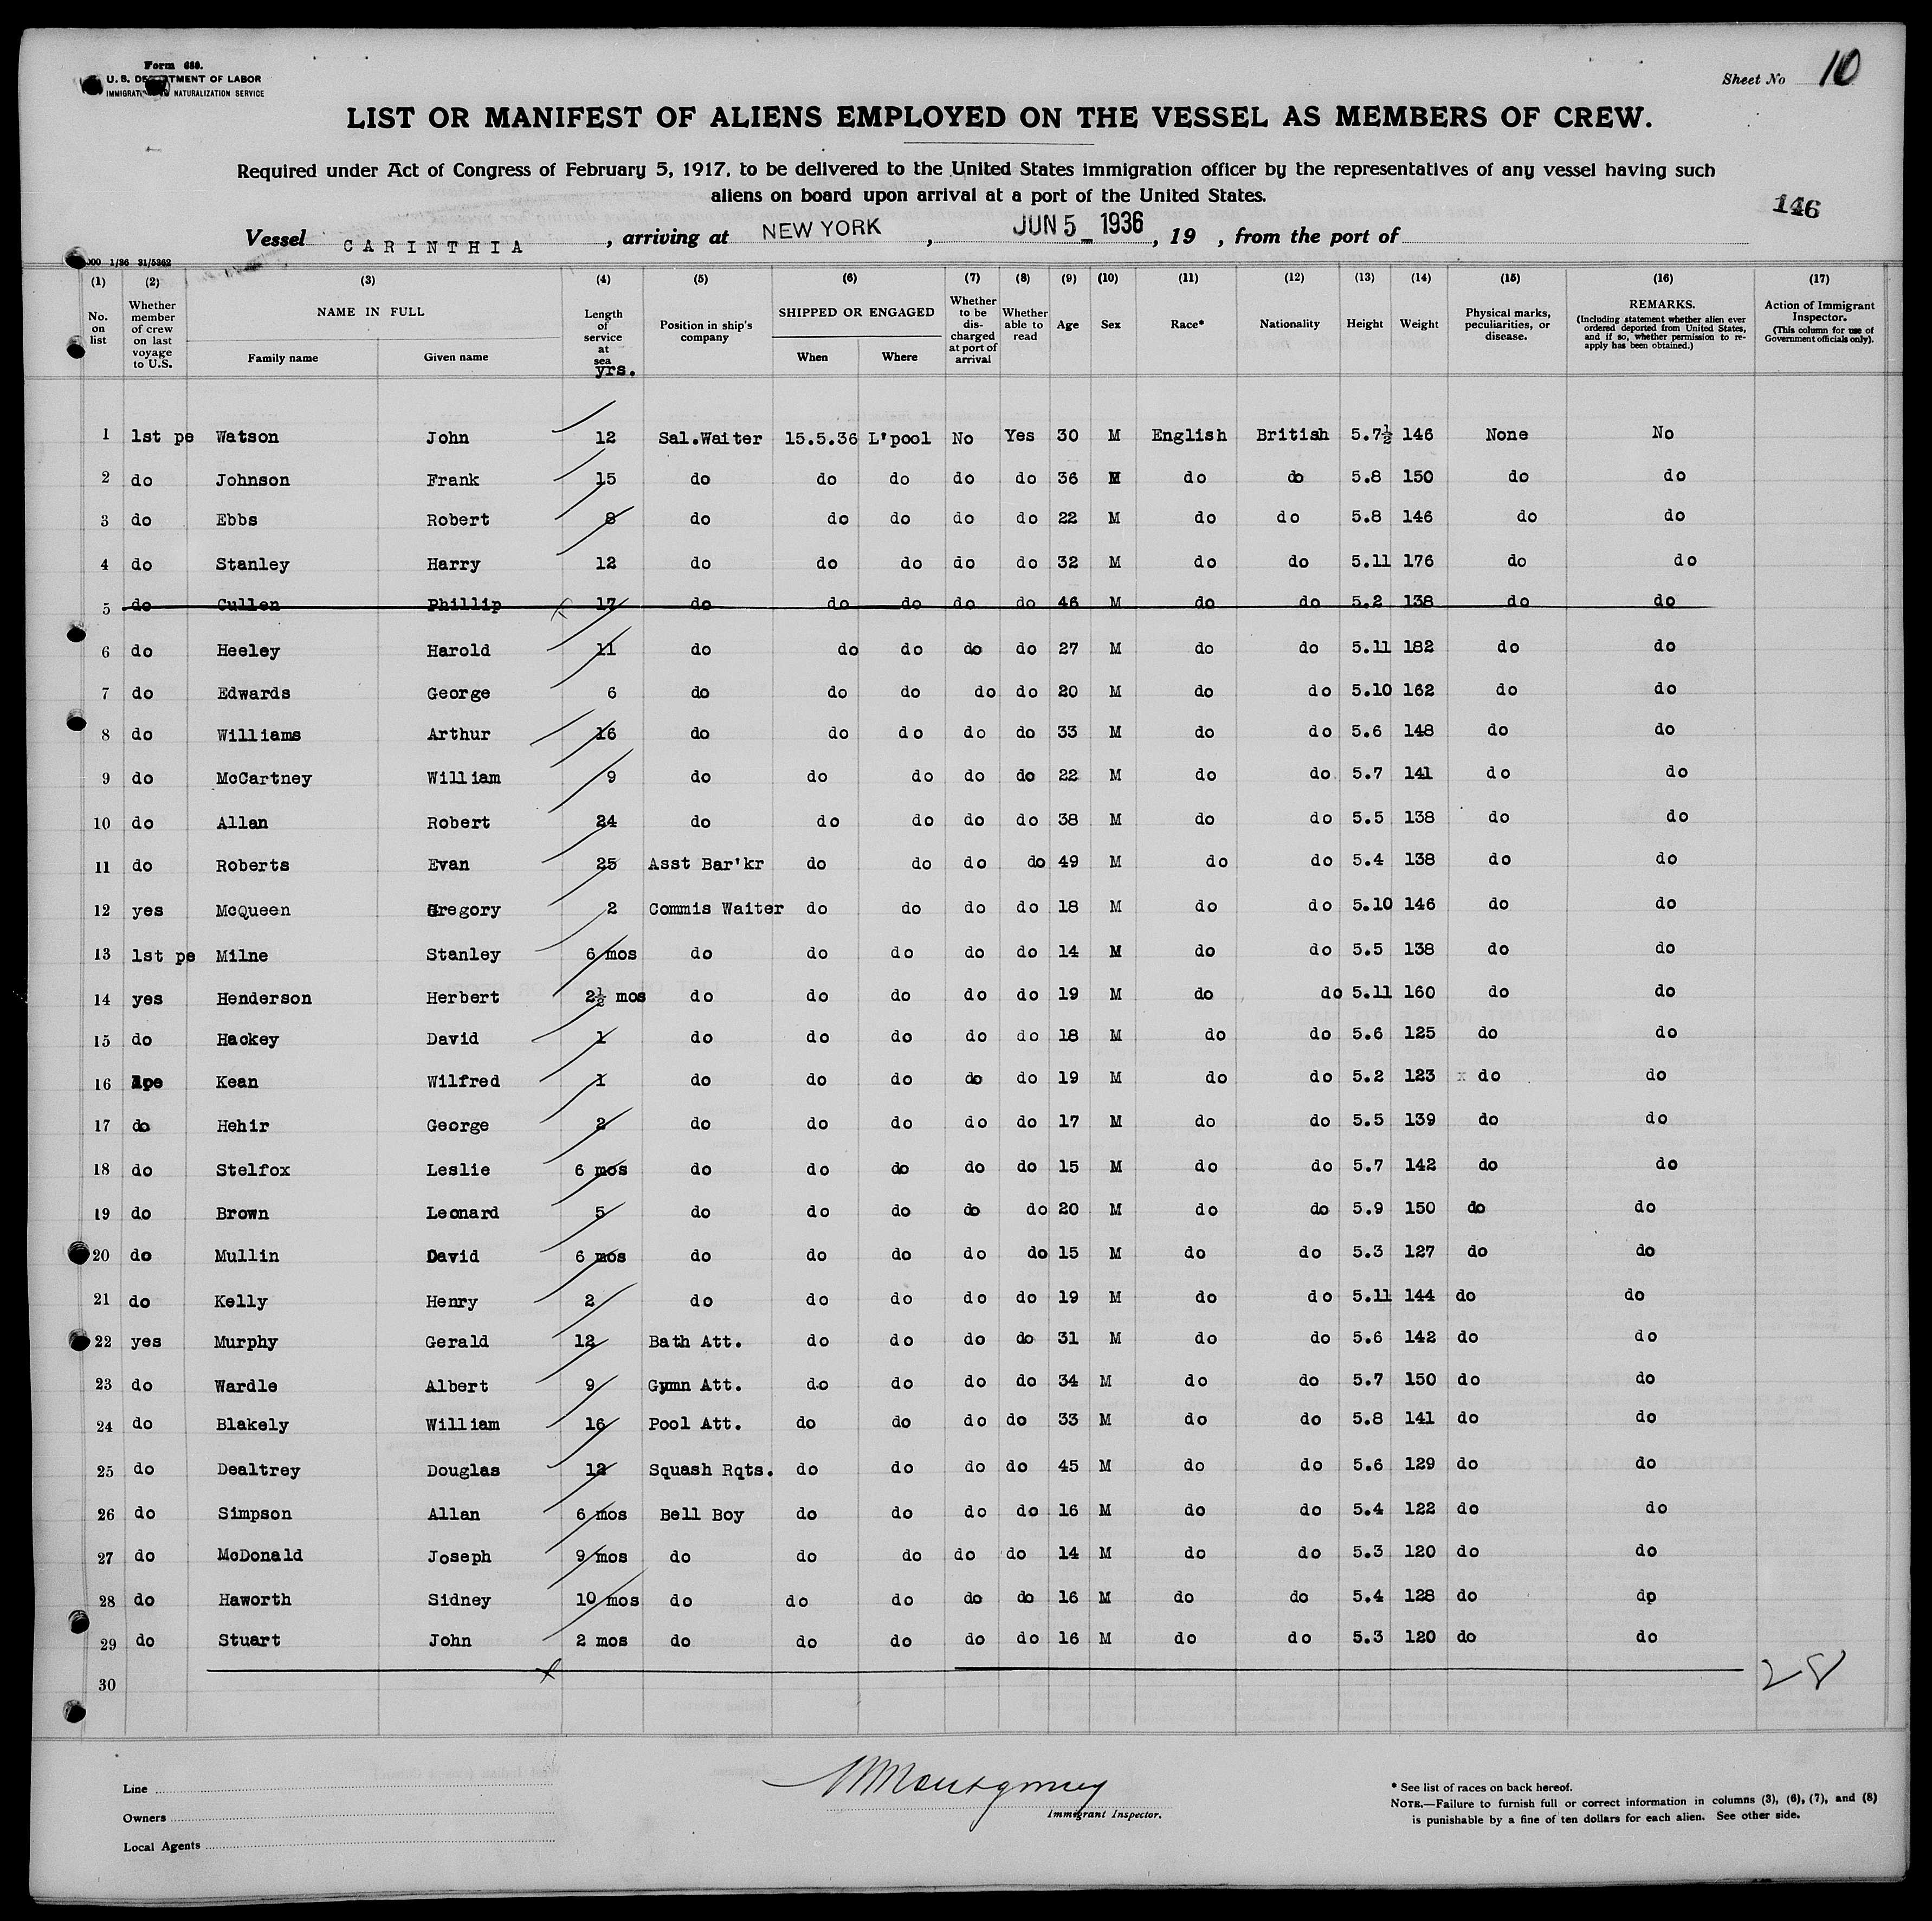 Form 680.
U. S. DEPARTMENT OF LABOR
IMMIGRATION NATURALIZATION SERVICE
Sheet No 10
LIST OR MANIFEST OF ALIENS EMPLOYED ON THE VESSEL AS MEMBERS OF CREW.
Required under Act of Congress of February 5, 1917, to be delivered to the United States immigration officer by the representatives of any vessel having such
aliens on board upon arrival at a port of the United States.
146
Vessel CARINTHIA, arriving at NEW YORK, JUN 5 1936, 19 , from the port of
1/36 31/5362
(1) (2) (3) (4) (5) (6) (7) (8) (9) (10) (11) (12) (13) (14) (15) (16) (17)
No. on list
Whether member of crew on last voyage to U.S.
NAME IN FULL
Family name Given name
Length of service at sea yrs.
Position in ship's company
SHIPPED OR ENGAGED
When Where
Whether to be discharged at port of arrival
Whether able to read
Age
Sex
Race*
Nationality
Height
Weight
Physical marks, peculiarities, or disease.
REMARKS.
(Including statement whether alien ever ordered deported from United States, and if so, whether permission to reapply has been obtained.)
Action of Immigrant Inspector.
(This column for use of Government officials only).
1 1st pe Watson John 12 Sal.Waiter 15.5.36 L'pool No Yes 30 M English British 5.7½ 146 None No
2 do Johnson Frank 15 do do do do do 36 M do do 5.8 150 do do
3 do Ebbs Robert 8 do do do do do 22 M do do 5.8 146 do do
4 do Stanley Harry 12 do do do do do 32 M do do 5.11 176 do do
5 do Cullen Phillip 17 do do do do do 46 M do do 5.2 138 do do
6 do Heeley Harold 11 do do do do do 27 M do do 5.11 182 do do
7 do Edwards George 6 do do do do do 20 M do do 5.10 162 do do
8 do Williams Arthur 16 do do do do do 33 M do do 5.6 148 do do
9 do McCartney William 9 do do do do do 22 M do do 5.7 141 do do
10 do Allan Robert 24 do do do do do 38 M do do 5.5 138 do do
11 do Roberts Evan 25 Asst Bar'kr do do do do 49 M do do 5.4 138 do do
12 yes McQueen Gregory 2 Commis Waiter do do do do 18 M do do 5.10 146 do do
13 1st pe Milne Stanley 6 mos do do do do do 14 M do do 5.5 138 do do
14 yes Henderson Herbert 2½ mos do do do do do 19 M do do 5.11 160 do do
15 do Hackey David 1 do do do do do 18 M do do 5.6 125 do do
16 1pe Kean Wilfred 1 do do do do do 19 M do do 5.2 123 x do do
17 do Hehir George 2 do do do do do 17 M do do 5.5 139 do do
18 do Stelfox Leslie 6 mos do do do do do 15 M do do 5.7 142 do do
19 do Brown Leonard 5 do do do do do 20 M do do 5.9 150 do do
20 do Mullin David 6 mos do do do do do 15 M do do 5.3 127 do do
21 do Kelly Henry 2 do do do do do 19 M do do 5.11 144 do do
22 yes Murphy Gerald 12 Bath Att. do do do do 31 M do do 5.6 142 do do
23 do Wardle Albert 9 Gymn Att. do do do do 34 M do do 5.7 150 do do
24 do Blakely William 16 Pool Att. do do do do 33 M do do 5.8 141 do do
25 do Dealtrey Douglas 12 Squash Rqts. do do do do 45 M do do 5.6 129 do do
26 do Simpson Allan 6 mos Bell Boy do do do do 16 M do do 5.4 122 do do
27 do McDonald Joseph 9 mos do do do do do 14 M do do 5.3 120 do do
28 do Haworth Sidney 10 mos do do do do do 16 M do do 5.4 128 do dp
29 do Stuart John 2 mos do do do do do 16 M do do 5.3 120 do do
30
28
Line
Owners
Local Agents
Montgomery
Immigrant Inspector.
* See list of races on back hereof.
NOTE.—Failure to furnish full or correct information in columns (3), (6), (7), and (8)
is punishable by a fine of ten dollars for each alien. See other side.